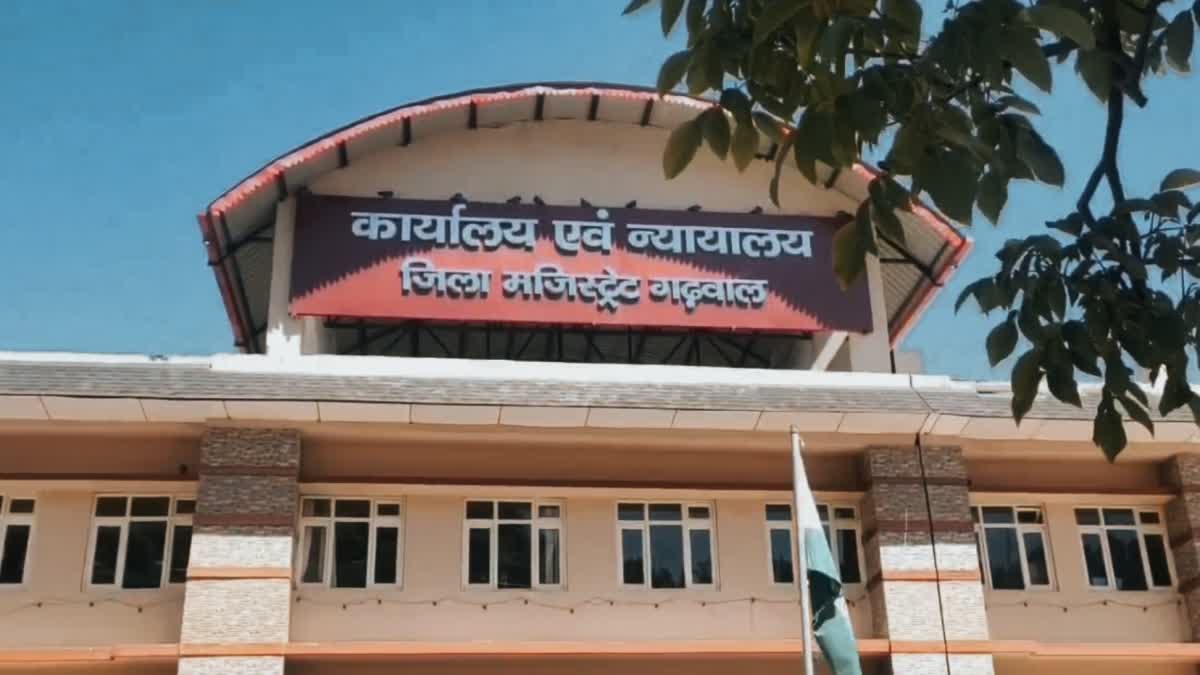 कार्यालय एवं न्यायालय
जिला मजिस्ट्रेट गढ़वाल